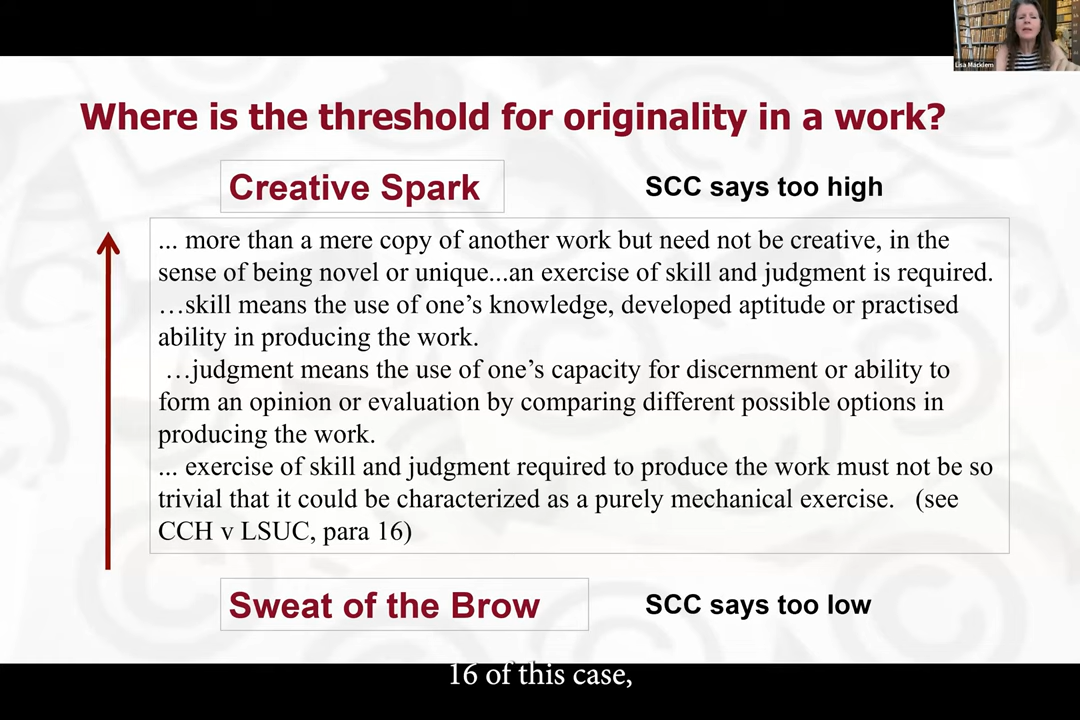 Lisa Macklem
Where is the threshold for originality in a work?
Creative Spark
SCC says too high
... more than a mere copy of another work but need not be creative, in the
sense of being novel or unique...an exercise of skill and judgment is required.
…skill means the use of one’s knowledge, developed aptitude or practised
ability in producing the work.
…judgment means the use of one’s capacity for discernment or ability to
form an opinion or evaluation by comparing different possible options in
producing the work.
... exercise of skill and judgment required to produce the work must not be so
trivial that it could be characterized as a purely mechanical exercise. (see
CCH v LSUC, para 16)
Sweat of the Brow
SCC says too low
16 of this case,